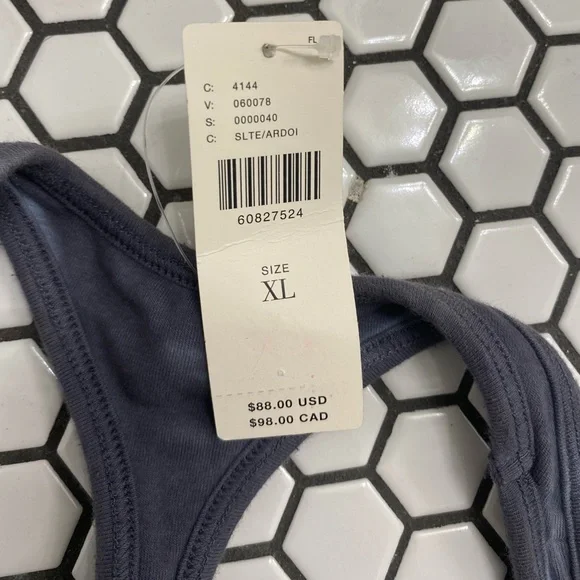 FL
C: 4144
V: 060078
S: 0000040
C: SLTE/ARDOI
60827524
SIZE
XL
$88.00 USD
$98.00 CAD